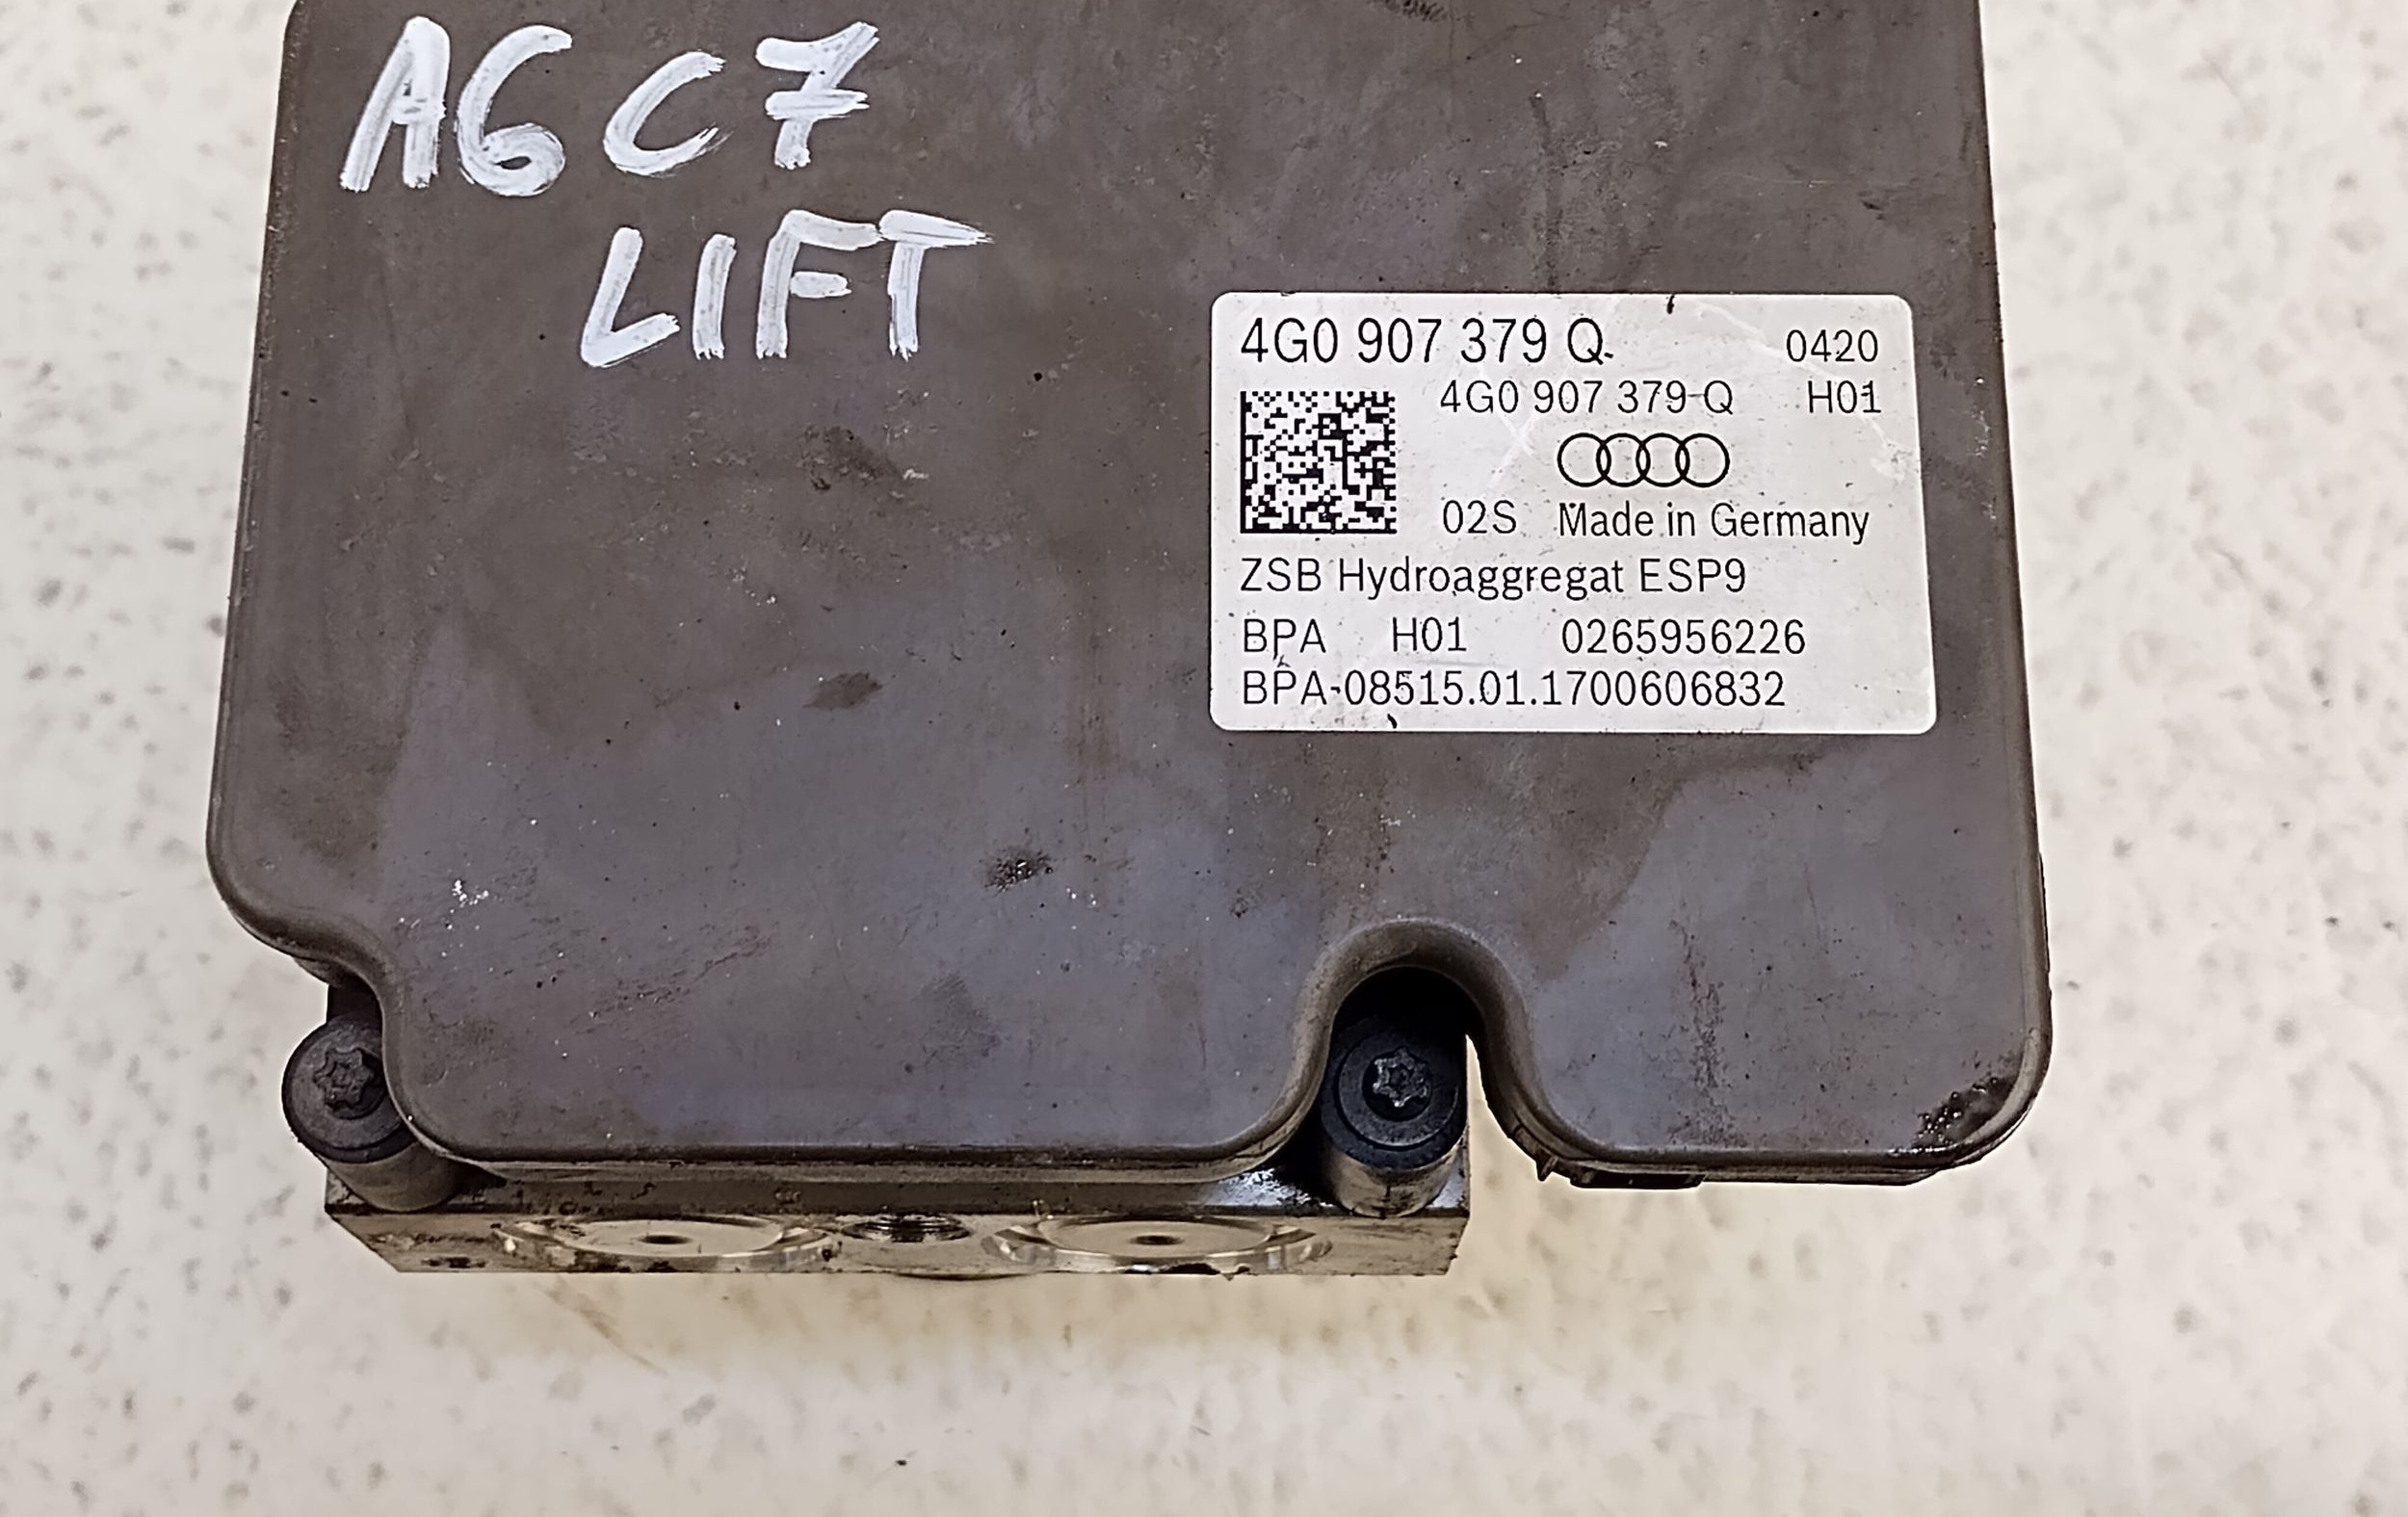 A6 C7
LIFT
4G0 907 379 Q 0420
4G0 907 379 Q H01
02S Made in Germany
ZSB Hydroaggregat ESP9
BPA H01 0265956226
BPA-08515.01.1700606832